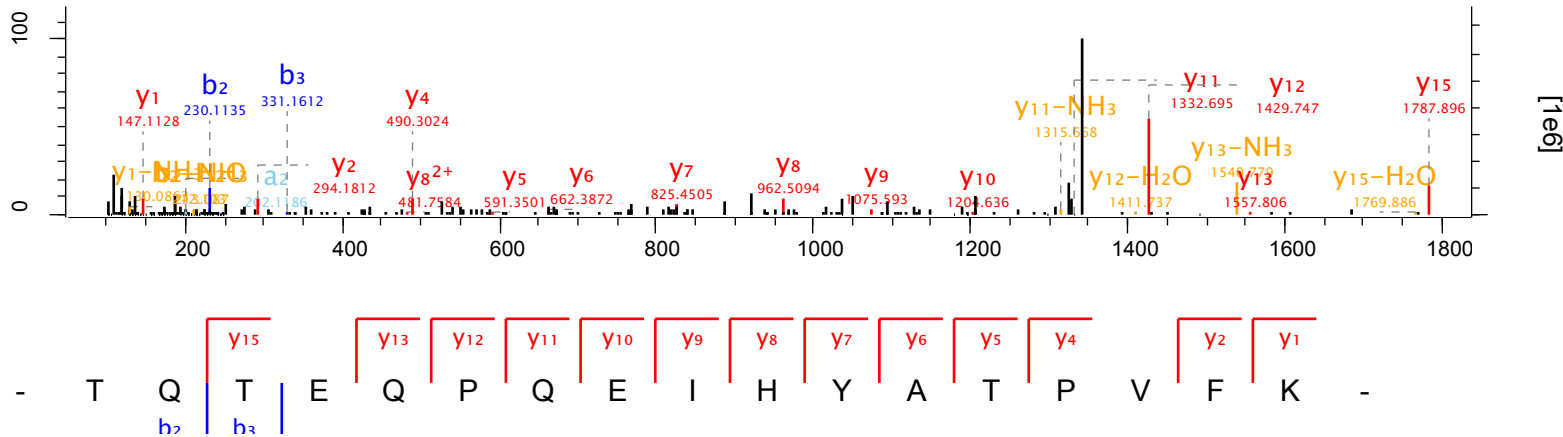 100
0
y1
147.1128
b2
230.1135
b3
331.1612
a2
202.1186
y2
294.1812
y4
490.3024
y8 2+
481.7584
y5
591.3501
y6
662.3872
y7
825.4505
y8
962.5094
y9
1075.593
y10
1204.636
y11-NH3
1315.668
y11
1332.695
y12-H2O
1411.737
y12
1429.747
y13-NH3
1540.779
y13
1557.806
y15-H2O
1769.886
y15
1787.896
[1e6]
200 400 600 800 1000 1200 1400 1600 1800
y15 y13 y12 y11 y10 y9 y8 y7 y6 y5 y4 y2 y1
- T Q T E Q P Q E I H Y A T P V F K -
b2 b3